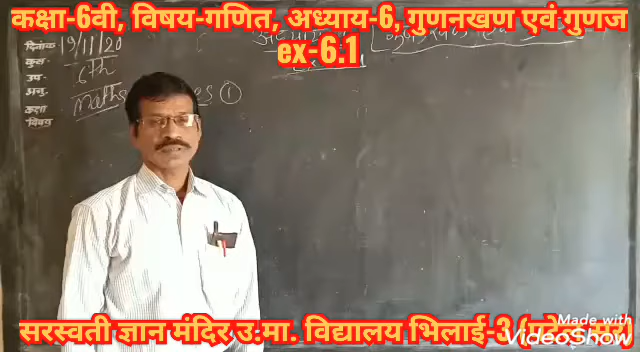 कक्षा-6वी, विषय-गणित, अध्याय-6, गुणनखण एवं गुणज
ex-6.1
दिनांक 19/11/20
कुल-
उप- 6th
अनु.
कक्षा Maths
विषय
सरस्वती ज्ञान मंदिर उ.मा. विद्यालय भिलाई-3
Made with
VideoShow